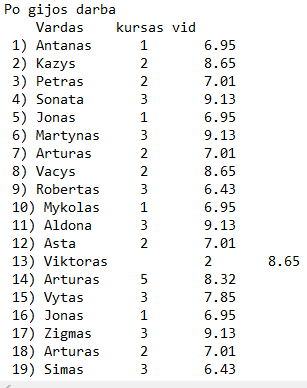 Po gijos darba
Vardas kursas vid
1) Antanas 1 6.95
2) Kazys 2 8.65
3) Petras 2 7.01
4) Sonata 3 9.13
5) Jonas 1 6.95
6) Martynas 3 9.13
7) Arturas 2 7.01
8) Vacys 2 8.65
9) Robertas 3 6.43
10) Mykolas 1 6.95
11) Aldona 3 9.13
12) Asta 2 7.01
13) Viktoras 2 8.65
14) Arturas 5 8.32
15) Vytas 3 7.85
16) Jonas 1 6.95
17) Zigmas 3 9.13
18) Arturas 2 7.01
19) Simas 3 6.43